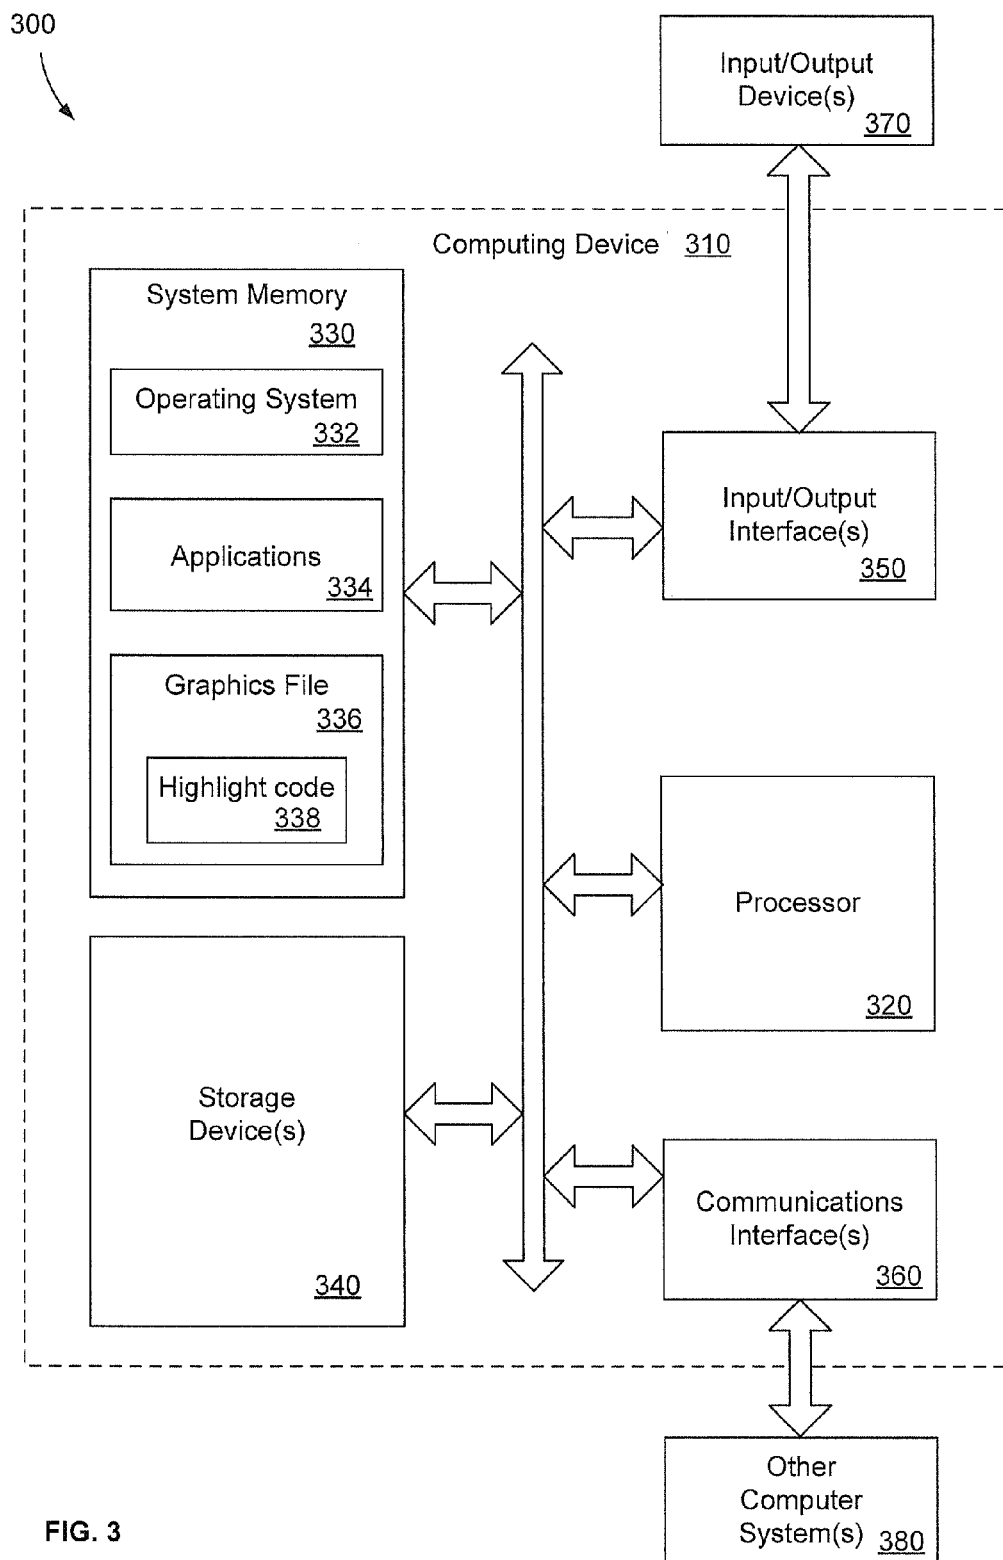 300
Input/Output
Device(s)
370
Computing Device 310
System Memory
330
Operating System
332
Applications
334
Graphics File
336
Highlight code
338
Input/Output
Interface(s)
350
Processor
320
Storage
Device(s)
340
Communications
Interface(s)
360
Other
Computer
System(s) 380
FIG. 3